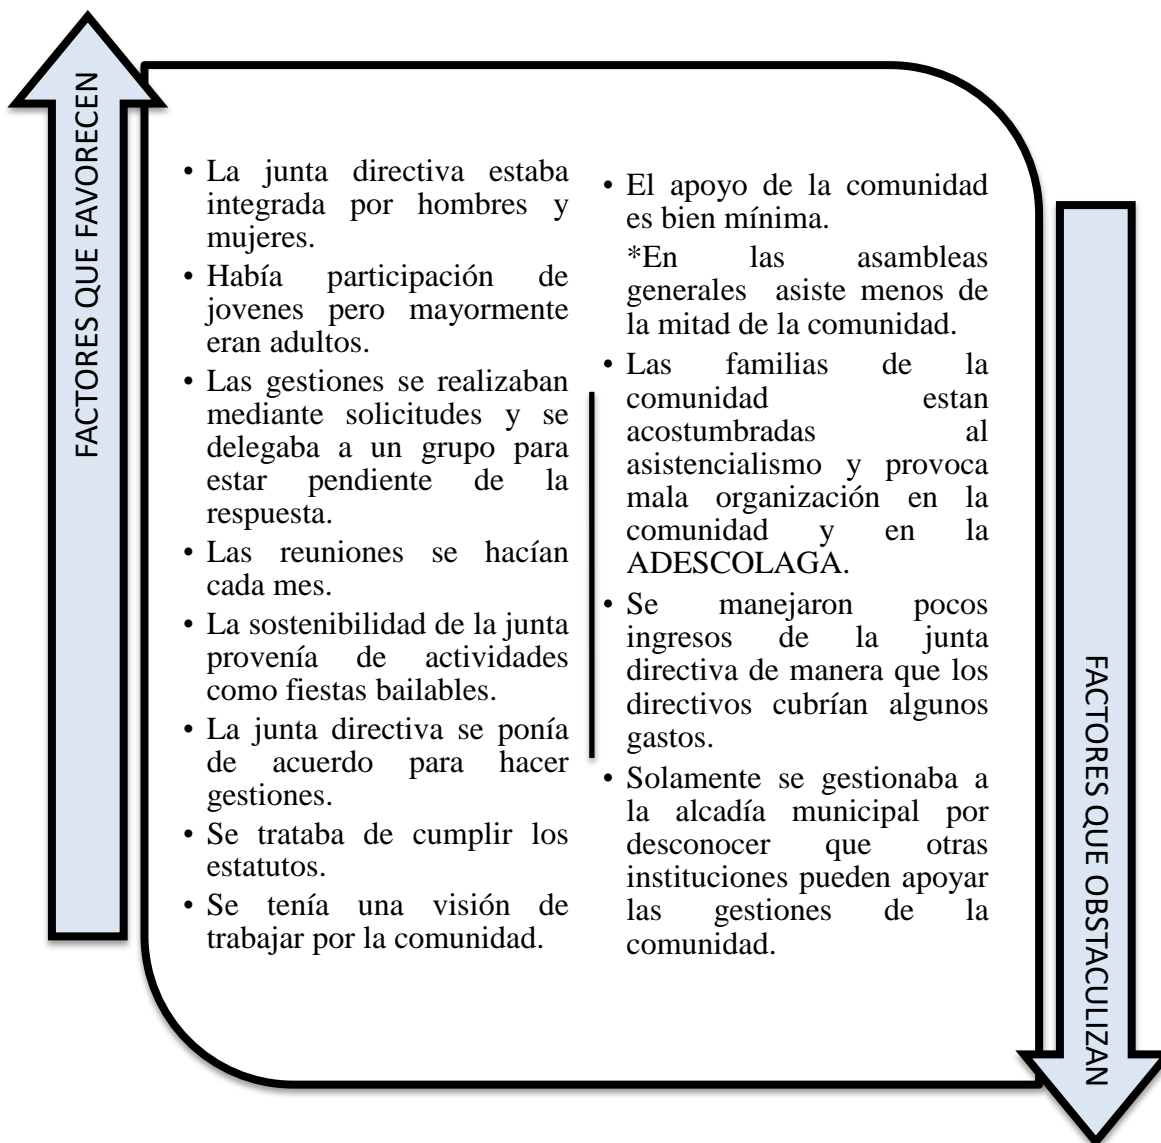 FACTORES QUE FAVORECEN
• La junta directiva estaba
integrada por hombres y
mujeres.
• Había participación de
jovenes pero mayormente
eran adultos.
• Las gestiones se realizaban
mediante solicitudes y se
delegaba a un grupo para
estar pendiente de la
respuesta.
• Las reuniones se hacían
cada mes.
• La sostenibilidad de la junta
provenía de actividades
como fiestas bailables.
• La junta directiva se ponía
de acuerdo para hacer
gestiones.
• Se trataba de cumplir los
estatutos.
• Se tenía una visión de
trabajar por la comunidad.
• El apoyo de la comunidad
es bien mínima.
*En las asambleas
generales asiste menos de
la mitad de la comunidad.
• Las familias de la
comunidad estan
acostumbradas al
asistencialismo y provoca
mala organización en la
comunidad y en la
ADESCOLAGA.
• Se manejaron pocos
ingresos de la junta
directiva de manera que los
directivos cubrían algunos
gastos.
• Solamente se gestionaba a
la alcadía municipal por
desconocer que otras
instituciones pueden apoyar
las gestiones de la
comunidad.
FACTORES QUE OBSTACULIZAN